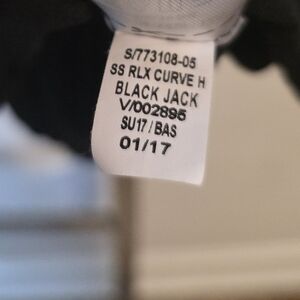 S/773108-05
SS RLX CURVE H
BLACK JACK
V/002895
SU17/BAS
01/17